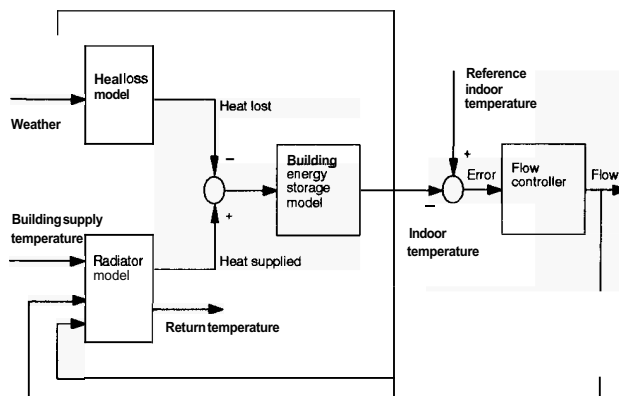 Healloss
model
Weather
Heat lost
Reference
indoor
temperature
−
+
Building
energy
storage
model
+
Error
Flow
controller
Flow
−
Indoor
temperature
Building supply
temperature
+
Radiator
model
Heat supplied
Return temperature